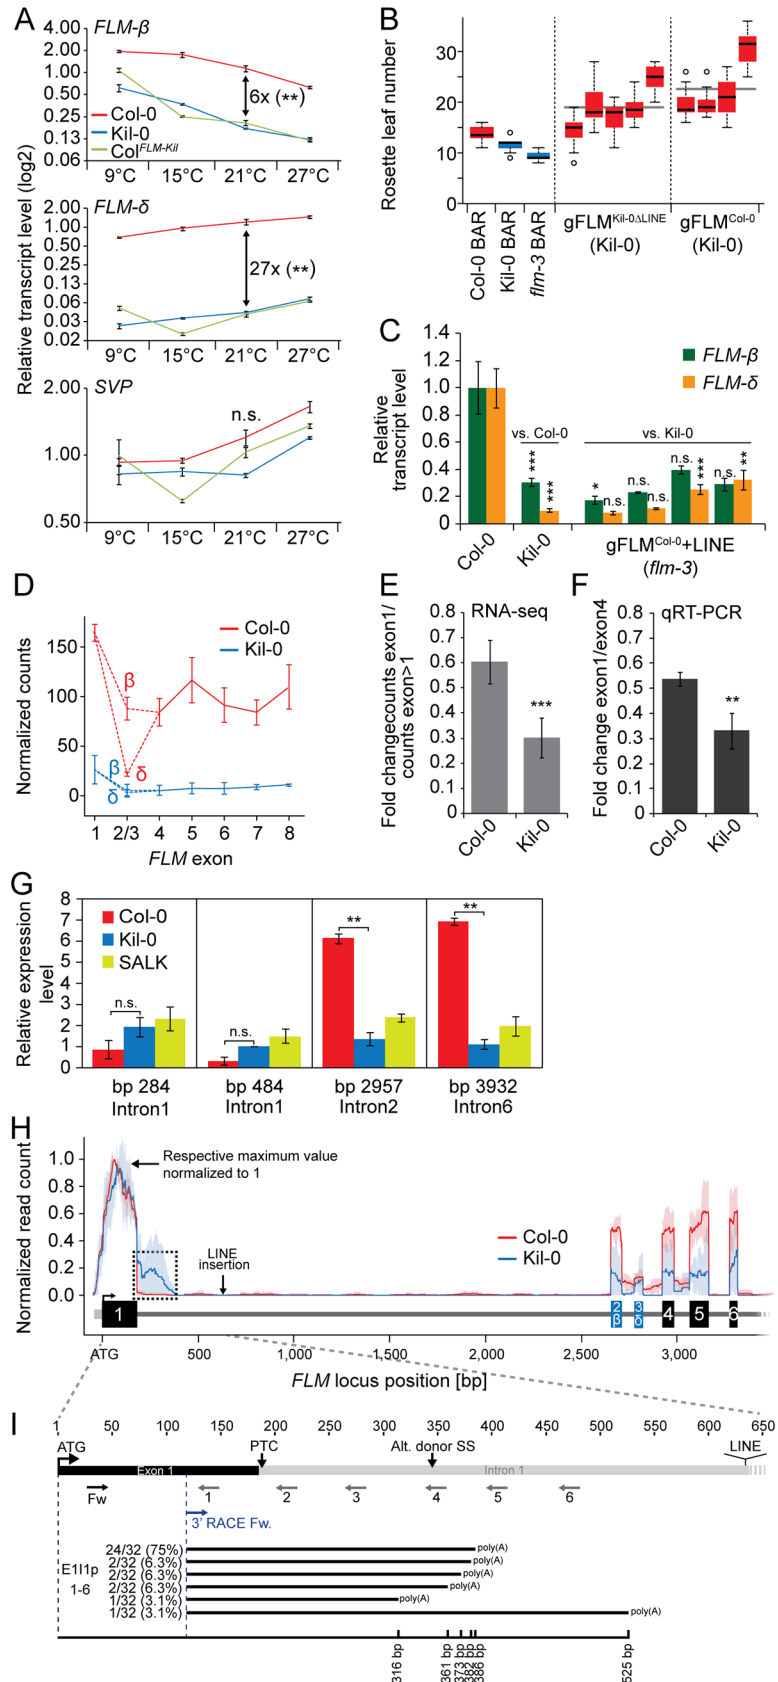 A
FLM-β
4.00
2.00
1.00
0.50
0.25
0.13
0.06
6x (**)
Col-0
Kil-0
ColFLM-Kil
9°C 15°C 21°C 27°C
Relative transcript level (log2)
FLM-δ
2.00
1.00
0.50
0.25
0.13
0.06
0.03
0.02
27x (**)
9°C 15°C 21°C 27°C
SVP
2.00
1.00
0.50
n.s.
9°C 15°C 21°C 27°C
B
Rosette leaf number
30
20
10
0
Col-0 BAR
Kil-0 BAR
flm-3 BAR
gFLMKil-0ΔLINE
(Kil-0)
gFLMCol-0
(Kil-0)
C
Relative
transcript level
1.4
1.2
1.0
0.8
0.6
0.4
0.2
0
FLM-β
FLM-δ
vs. Col-0
vs. Kil-0
*** *** * n.s. n.s. n.s. n.s. *** n.s. **
Col-0
Kil-0
gFLMCol-0+LINE
(flm-3)
D
Normalized counts
150
100
50
0
Col-0
Kil-0
β
δ
β
δ
1 2/3 4 5 6 7 8
FLM exon
E
RNA-seq
Fold changecounts exon1/
counts exon>1
0.8
0.7
0.6
0.5
0.4
0.3
0.2
0.1
0
***
Col-0
Kil-0
F
qRT-PCR
Fold change exon1/exon4
0.8
0.7
0.6
0.5
0.4
0.3
0.2
0.1
0
**
Col-0
Kil-0
G
Relative expression
level
8
7
6
5
4
3
2
1
0
Col-0
Kil-0
SALK
n.s.
n.s.
**
**
bp 284
Intron1
bp 484
Intron1
bp 2957
Intron2
bp 3932
Intron6
H
Normalized read count
1.0
0.8
0.6
0.4
0.2
0.0
Respective maximum value
normalized to 1
LINE
insertion
Col-0
Kil-0
1 2β 3δ 4 5 6
ATG 500 1,000 1,500 2,000 2,500 3,000
FLM locus position [bp]
I
1 50 100 150 200 250 300 350 400 450 500 550 600 650
ATG PTC Alt. donor SS LINE
Exon 1 Intron 1
Fw 1 2 3 4 5 6
3' RACE Fw.
E1I1p
1-6
24/32 (75%) poly(A)
2/32 (6.3%) poly(A)
2/32 (6.3%) poly(A)
2/32 (6.3%) poly(A)
1/32 (3.1%) poly(A)
1/32 (3.1%) poly(A)
316 bp
361 bp
373 bp
382 bp
386 bp
525 bp